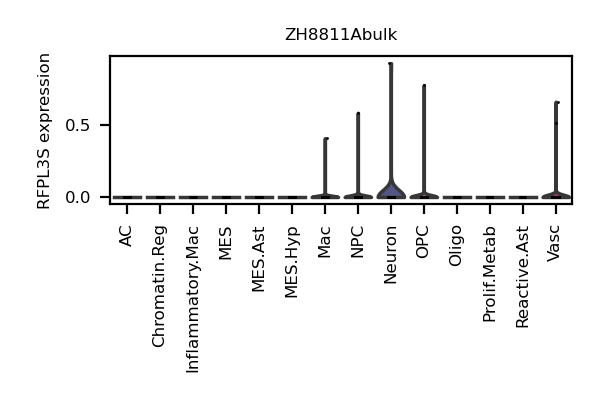 ZH8811Abulk
RFPL3S expression
0.5
0.0
AC
Chromatin.Reg
Inflammatory.Mac
MES
MES.Ast
MES.Hyp
Mac
NPC
Neuron
OPC
Oligo
Prolif.Metab
Reactive.Ast
Vasc